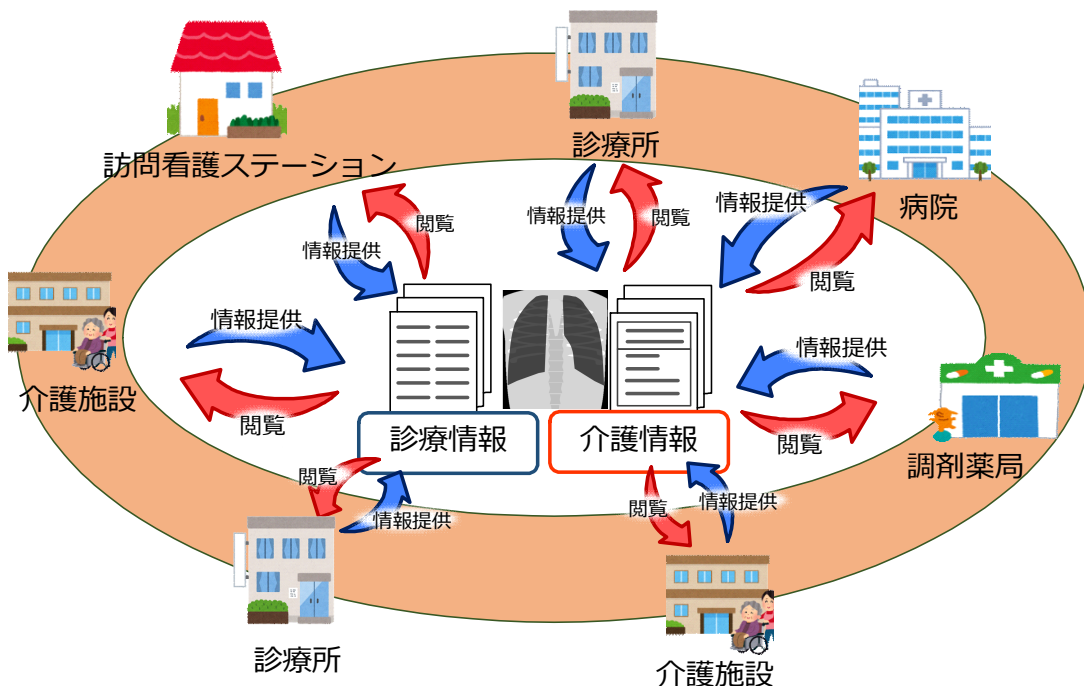 診療所
訪問看護ステーション
病院
情報提供
閲覧
情報提供
閲覧
情報提供
閲覧
情報提供
閲覧
介護施設
情報提供
閲覧
調剤薬局
診療情報
介護情報
閲覧
情報提供
閲覧
情報提供
診療所
介護施設